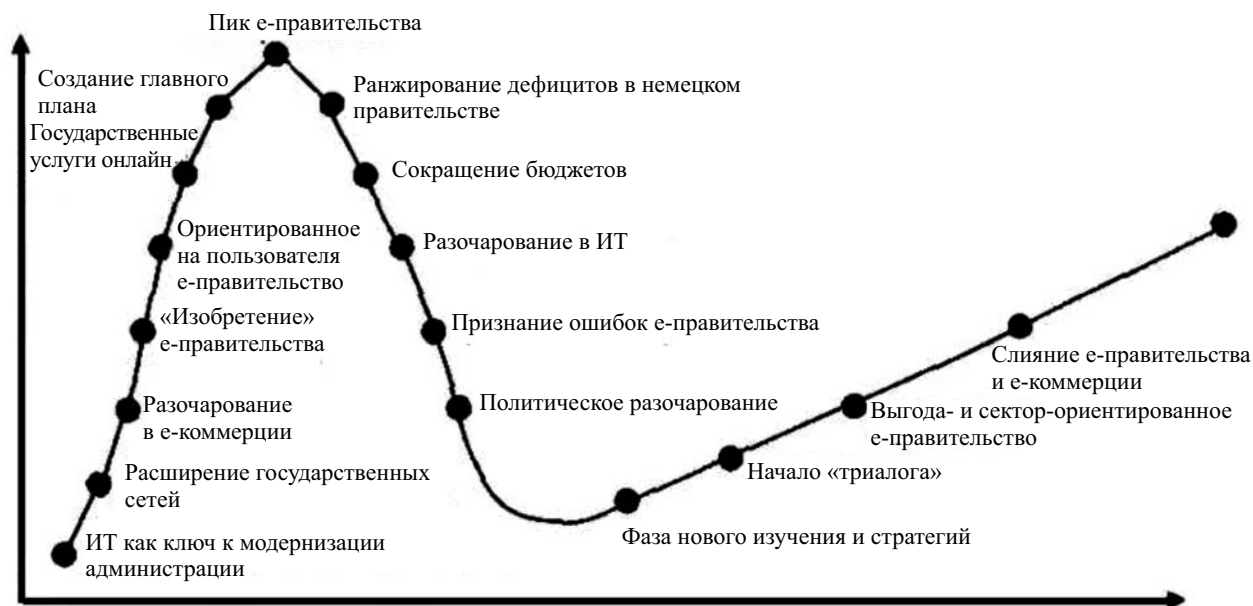 Пик е-правительства
Создание главного
плана
Государственные
услуги онлайн
Ранжирование дефицитов в немецком
правительстве
Сокращение бюджетов
Ориентированное
на пользователя
е-правительство
Разочарование в ИТ
«Изобретение»
е-правительства
Признание ошибок е-правительства
Слияние е-правительства
и е-коммерции
Разочарование
в е-коммерции
Политическое разочарование
Выгода- и сектор-ориентированное
е-правительство
Расширение государственных
сетей
Начало «триалога»
ИТ как ключ к модернизации
администрации
Фаза нового изучения и стратегий